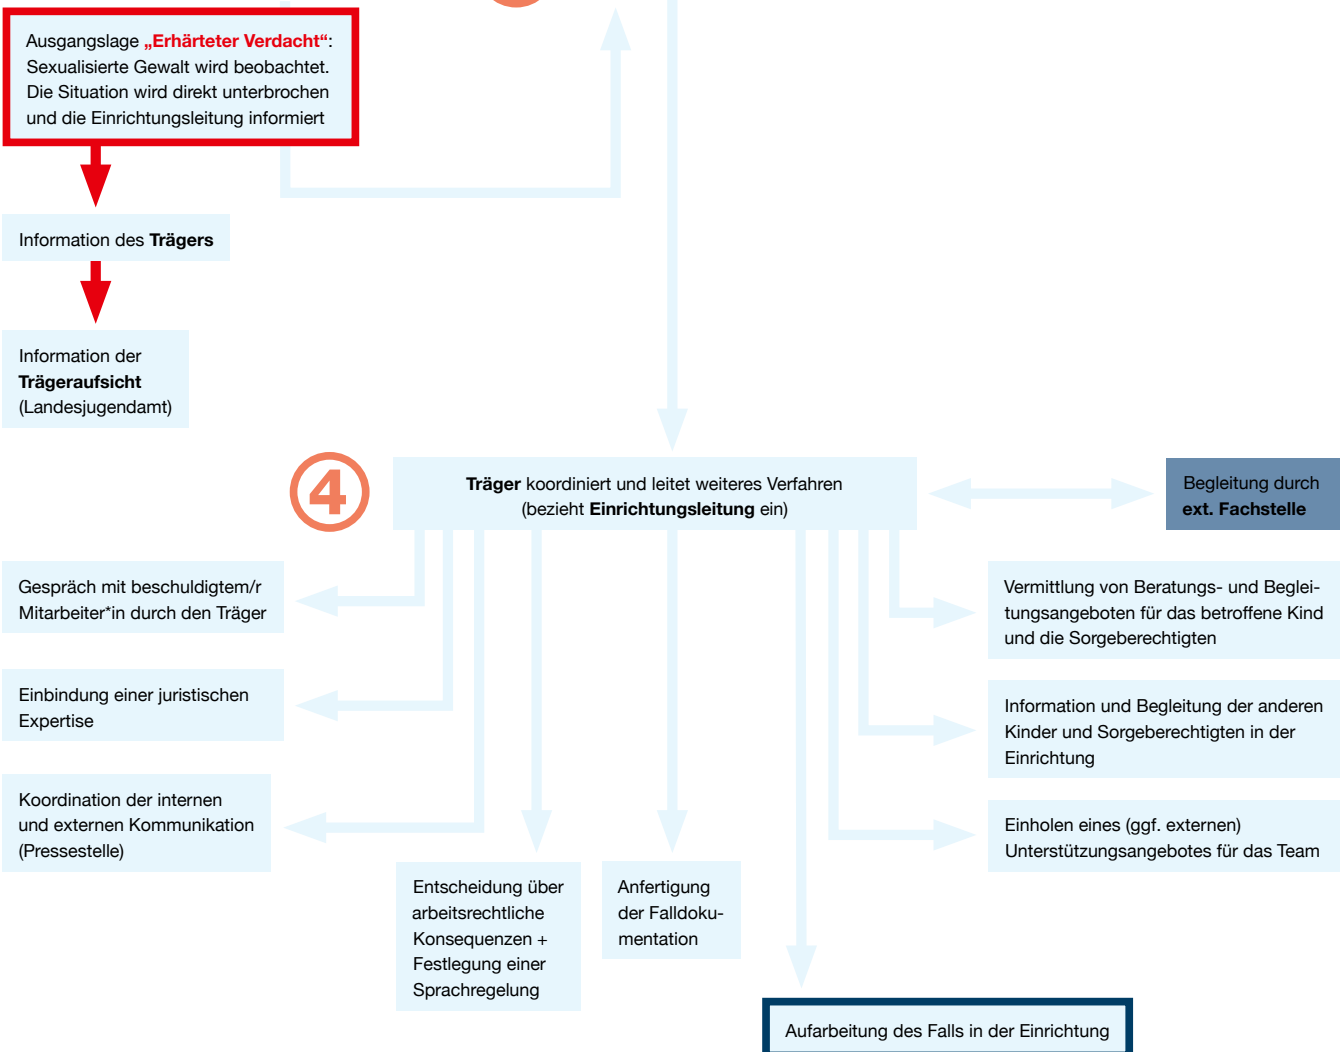 Ausgangslage „Erhärteter Verdacht“:
Sexualisierte Gewalt wird beobachtet.
Die Situation wird direkt unterbrochen
und die Einrichtungsleitung informiert
Information des Trägers
Information der
Trägeraufsicht
(Landesjugendamt)
4
Träger koordiniert und leitet weiteres Verfahren
(bezieht Einrichtungsleitung ein)
Begleitung durch
ext. Fachstelle
Gespräch mit beschuldigtem/r
Mitarbeiter*in durch den Träger
Einbindung einer juristischen
Expertise
Koordination der internen
und externen Kommunikation
(Pressestelle)
Entscheidung über
arbeitsrechtliche
Konsequenzen +
Festlegung einer
Sprachregelung
Anfertigung
der Falldoku-
mentation
Aufarbeitung des Falls in der Einrichtung
Vermittlung von Beratungs- und Beglei-
tungsangeboten für das betroffene Kind
und die Sorgeberechtigten
Information und Begleitung der anderen
Kinder und Sorgeberechtigten in der
Einrichtung
Einholen eines (ggf. externen)
Unterstützungsangebotes für das Team